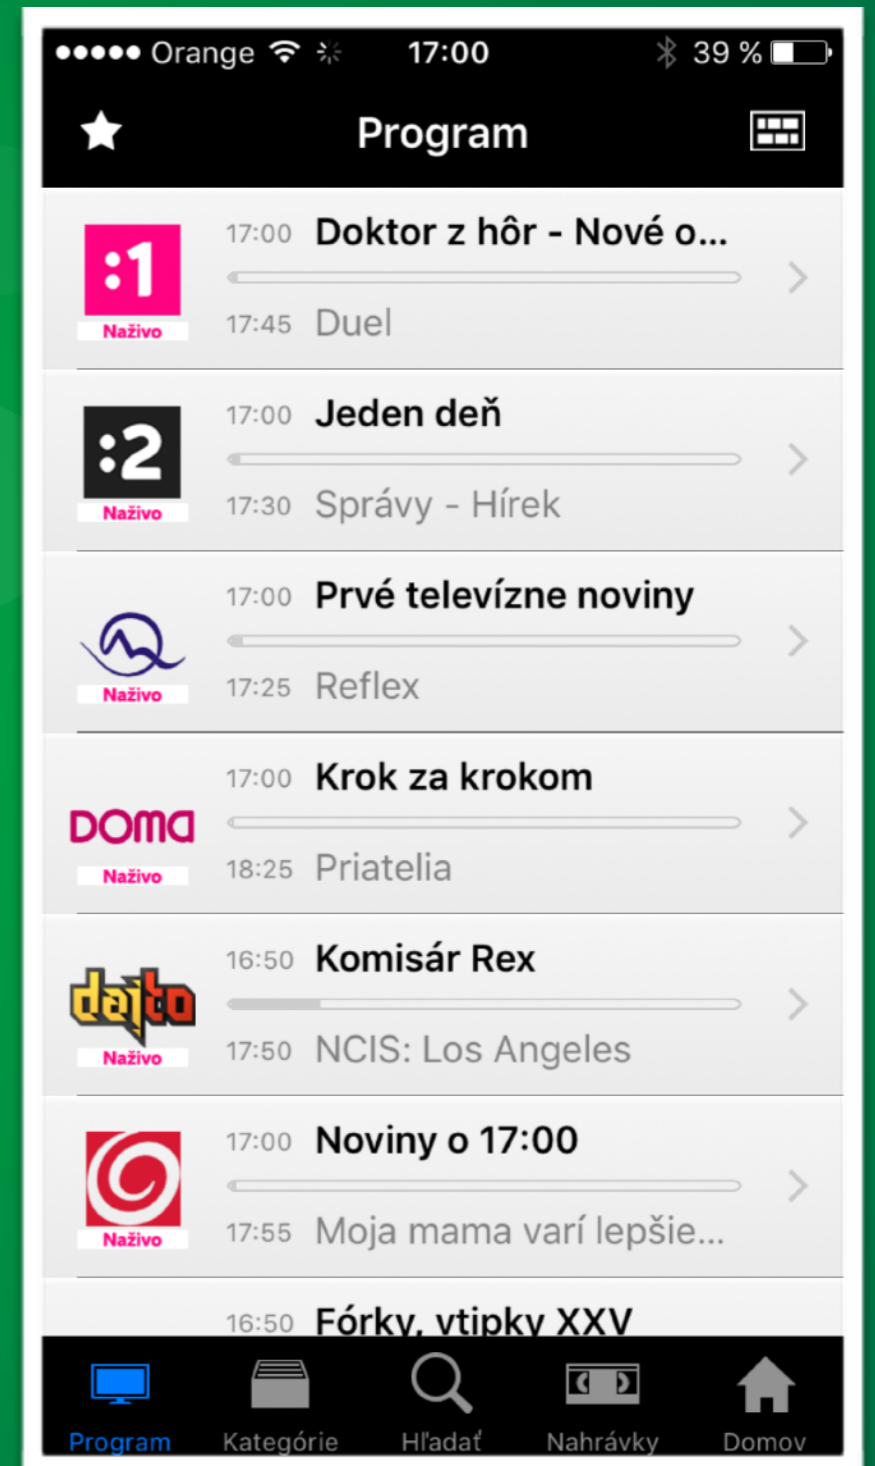 Orange 17:00 39 %
Program
17:00 Doktor z hôr - Nové o...
:1
Naživo
17:45 Duel
17:00 Jeden deň
:2
Naživo
17:30 Správy - Hírek
17:00 Prvé televízne noviny
Naživo
17:25 Reflex
17:00 Krok za krokom
DOMA
Naživo
18:25 Priatelia
16:50 Komisár Rex
dajto
Naživo
17:50 NCIS: Los Angeles
17:00 Noviny o 17:00
Naživo
17:55 Moja mama varí lepšie...
16:50 Fórky, vtipky XXV
Program Kategórie Hľadať Nahrávky Domov